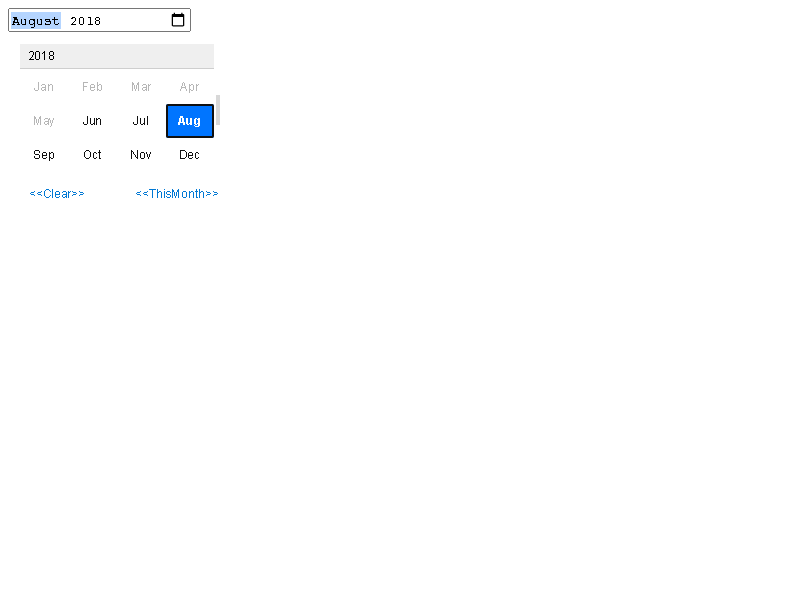 August 2018
2018
Jan Feb Mar Apr
May Jun Jul Aug
Sep Oct Nov Dec
<<Clear>> <<ThisMonth>>